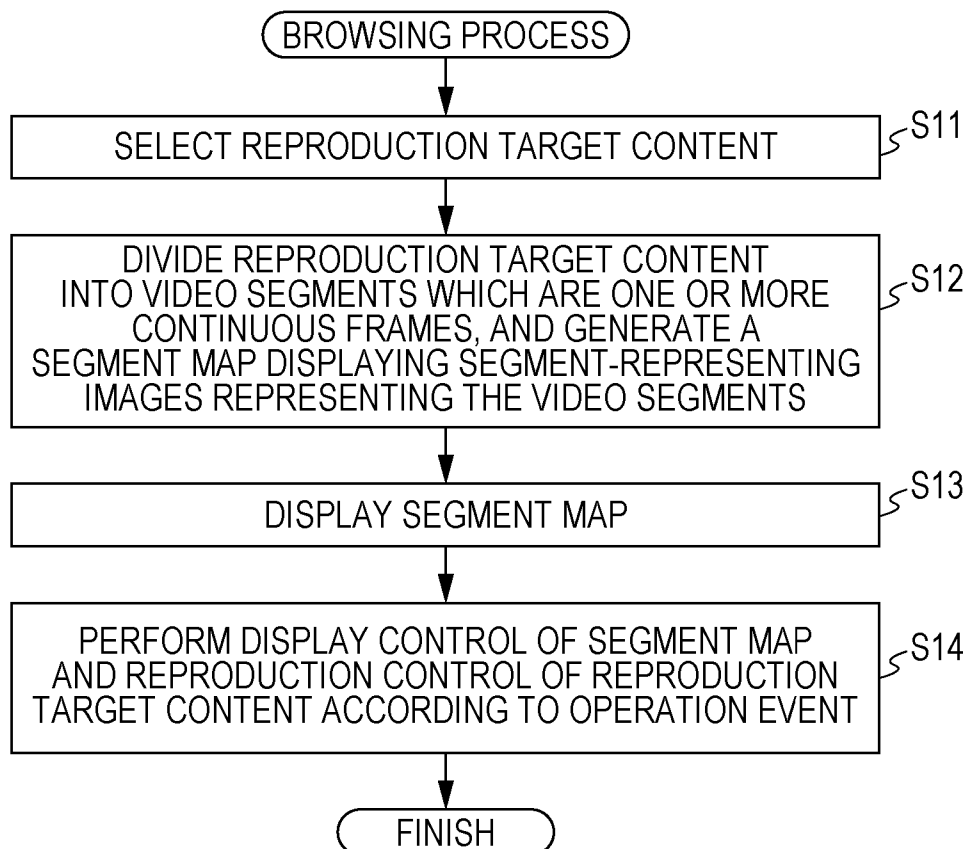 BROWSING PROCESS
SELECT REPRODUCTION TARGET CONTENT
S11
DIVIDE REPRODUCTION TARGET CONTENT
INTO VIDEO SEGMENTS WHICH ARE ONE OR MORE
CONTINUOUS FRAMES, AND GENERATE A
SEGMENT MAP DISPLAYING SEGMENT-REPRESENTING
IMAGES REPRESENTING THE VIDEO SEGMENTS
S12
DISPLAY SEGMENT MAP
S13
PERFORM DISPLAY CONTROL OF SEGMENT MAP
AND REPRODUCTION CONTROL OF REPRODUCTION
TARGET CONTENT ACCORDING TO OPERATION EVENT
S14
FINISH